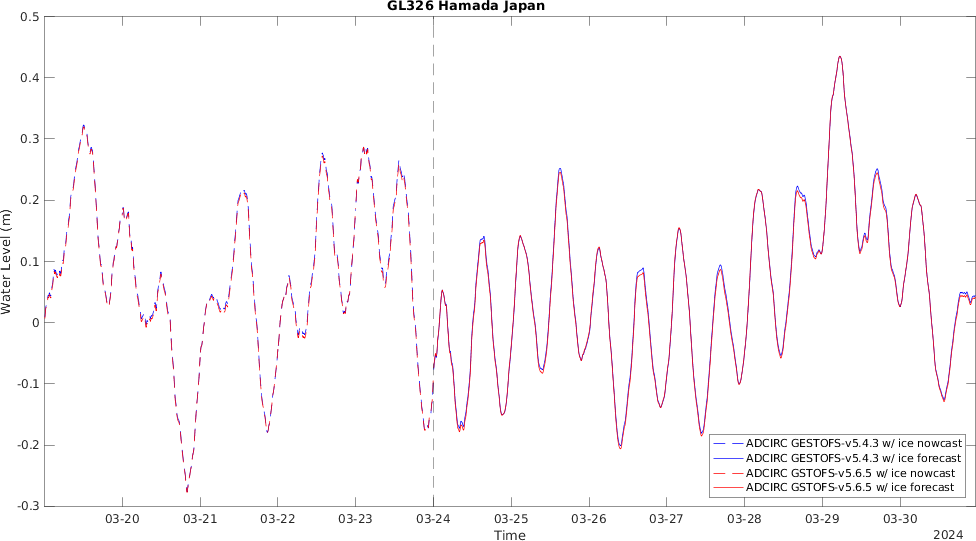 GL326 Hamada Japan
0.5
0.4
0.3
0.2
0.1
0
-0.1
-0.2
-0.3
Water Level (m)
ADCIRC GESTOFS-v5.4.3 w/ ice nowcast
ADCIRC GESTOFS-v5.4.3 w/ ice forecast
ADCIRC GSTOFS-v5.6.5 w/ ice nowcast
ADCIRC GSTOFS-v5.6.5 w/ ice forecast
03-20 03-21 03-22 03-23 03-24 03-25 03-26 03-27 03-28 03-29 03-30
Time
2024